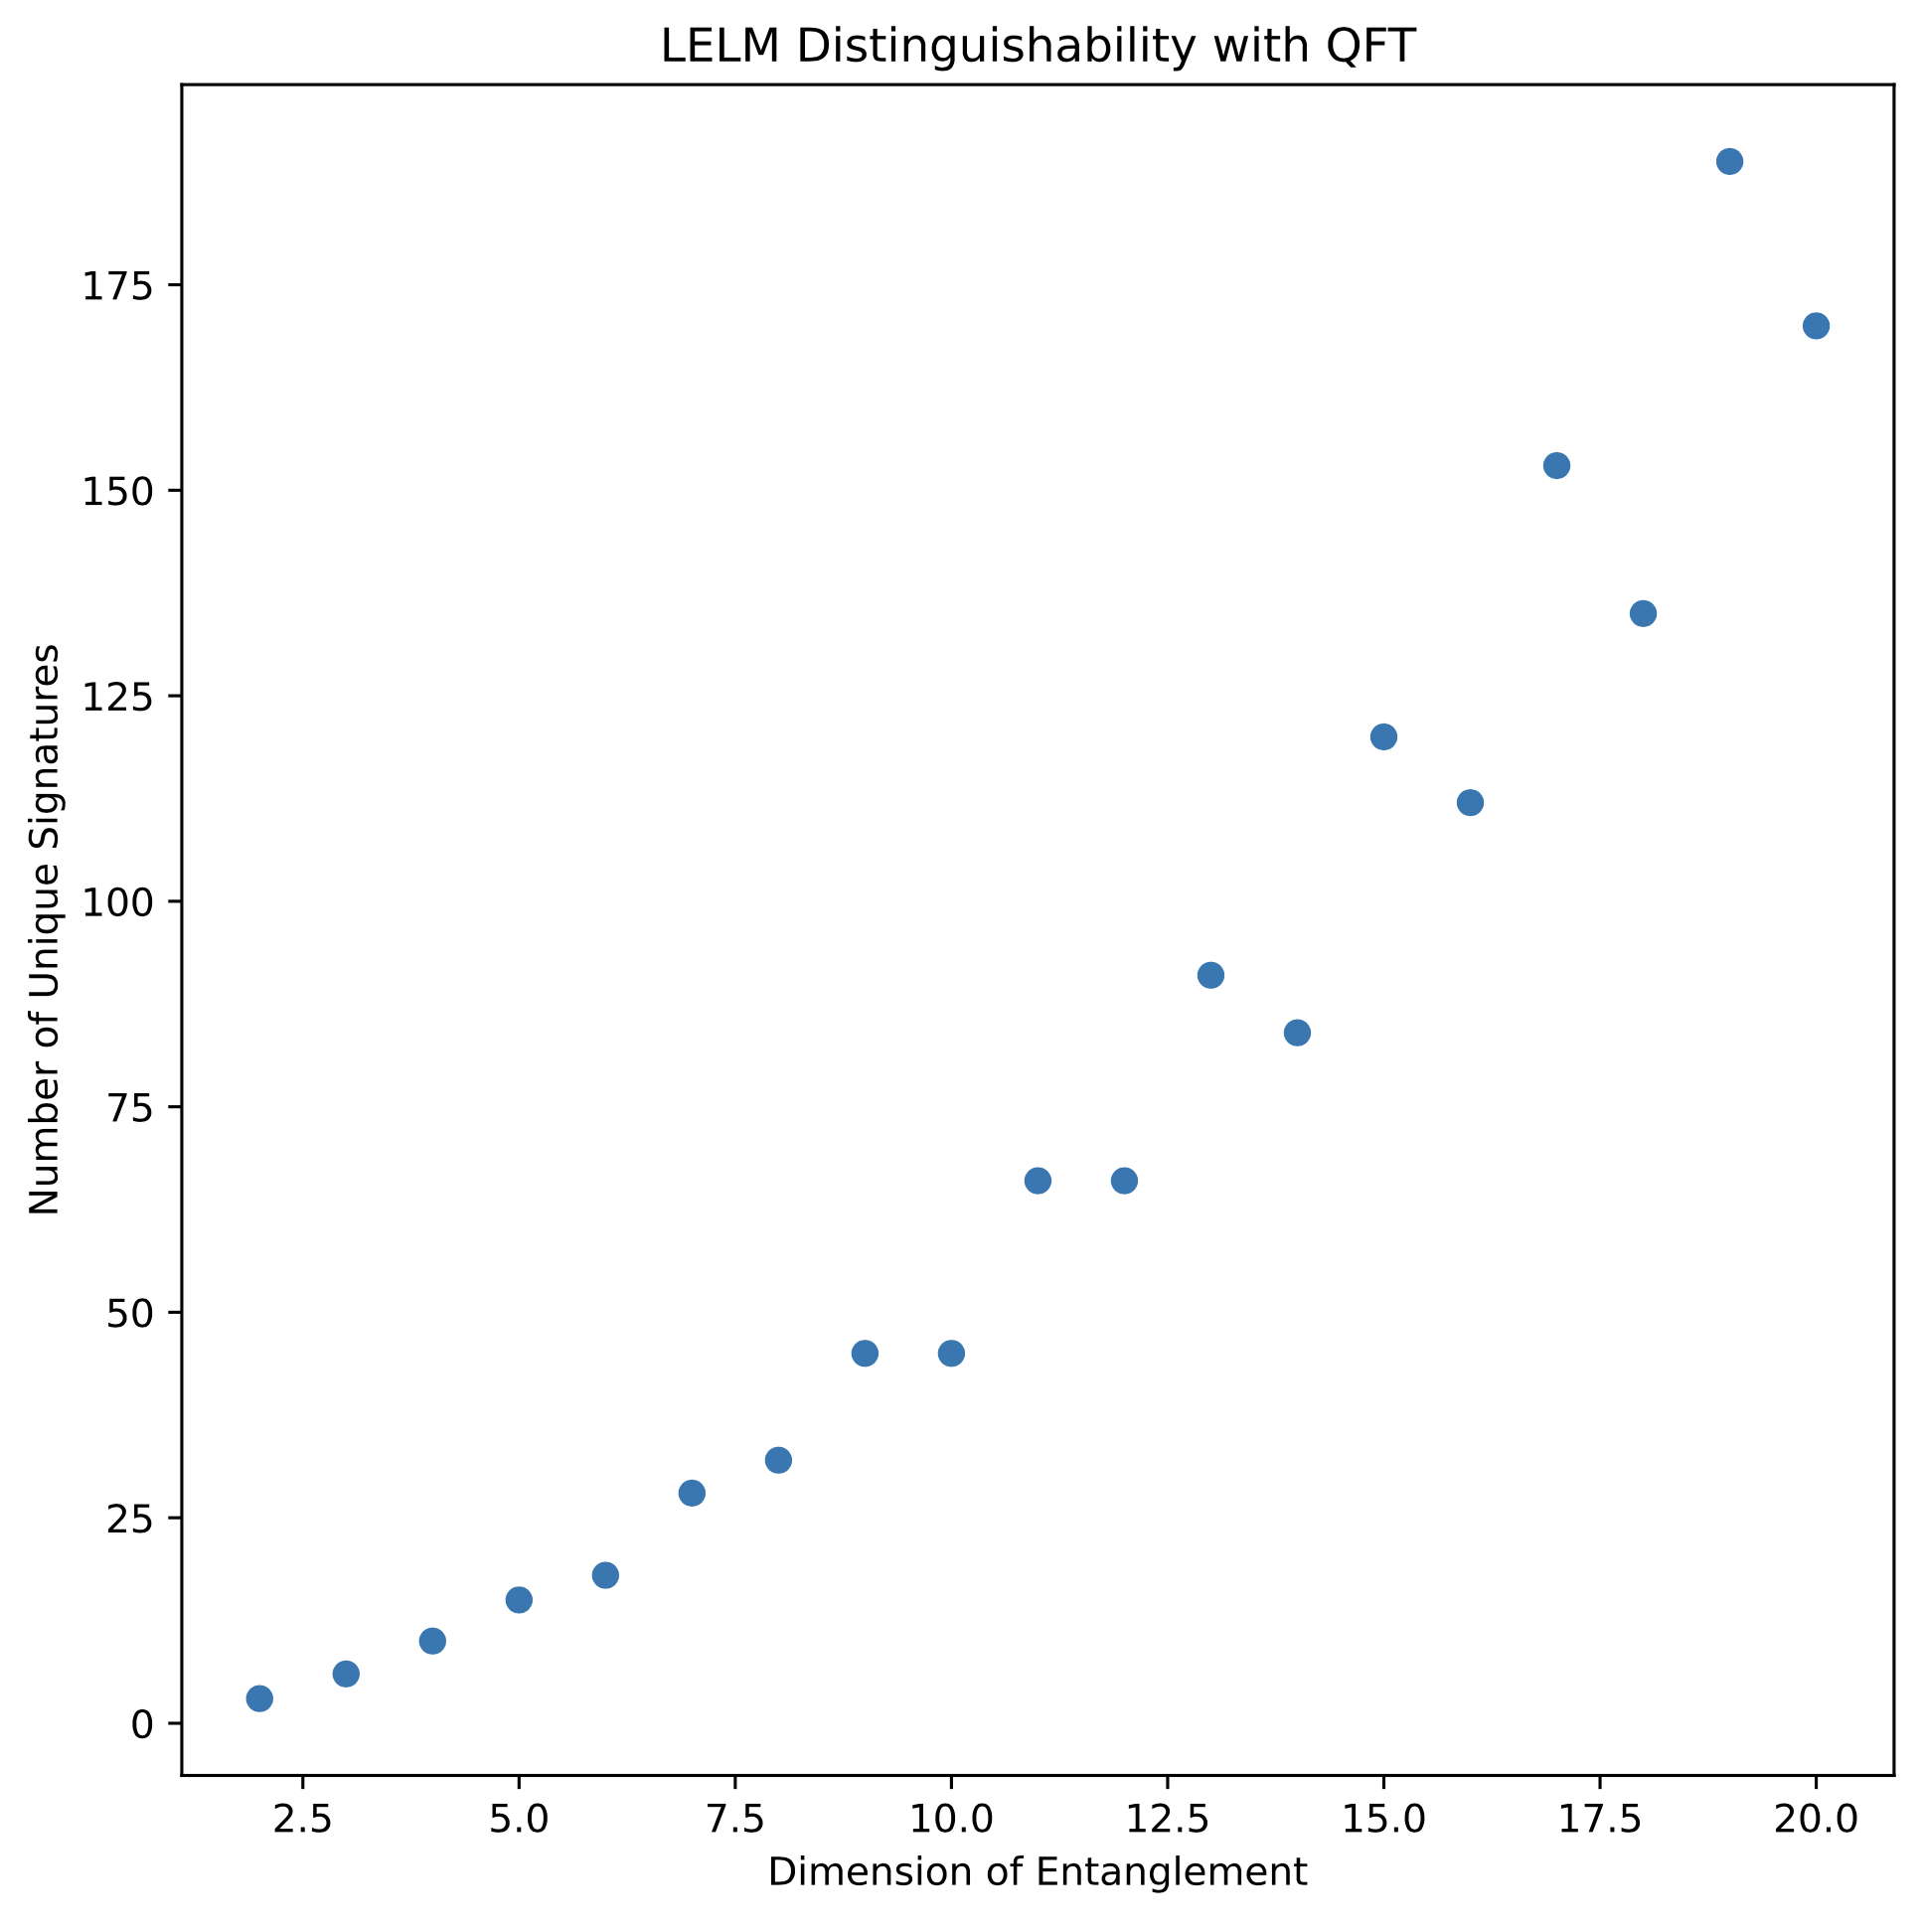 LELM Distinguishability with QFT
Number of Unique Signatures
175
150
125
100
75
50
25
0
2.5 5.0 7.5 10.0 12.5 15.0 17.5 20.0
Dimension of Entanglement